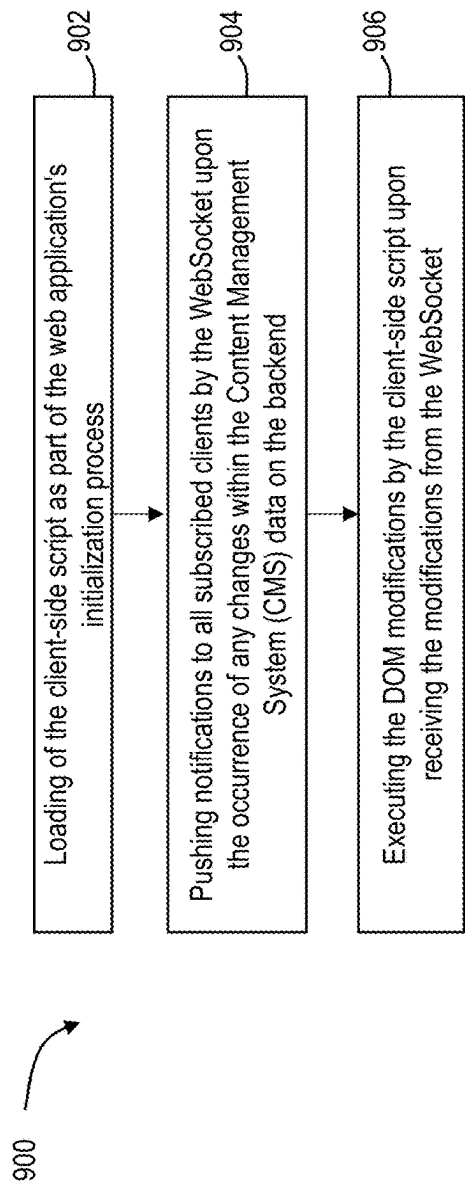 900
Loading of the client-side script as part of the web application's
initialization process
902
Pushing notifications to all subscribed clients by the WebSocket upon
the occurrence of any changes within the Content Management
System (CMS) data on the backend
904
Executing the DOM modifications by the client-side script upon
receiving the modifications from the WebSocket
906